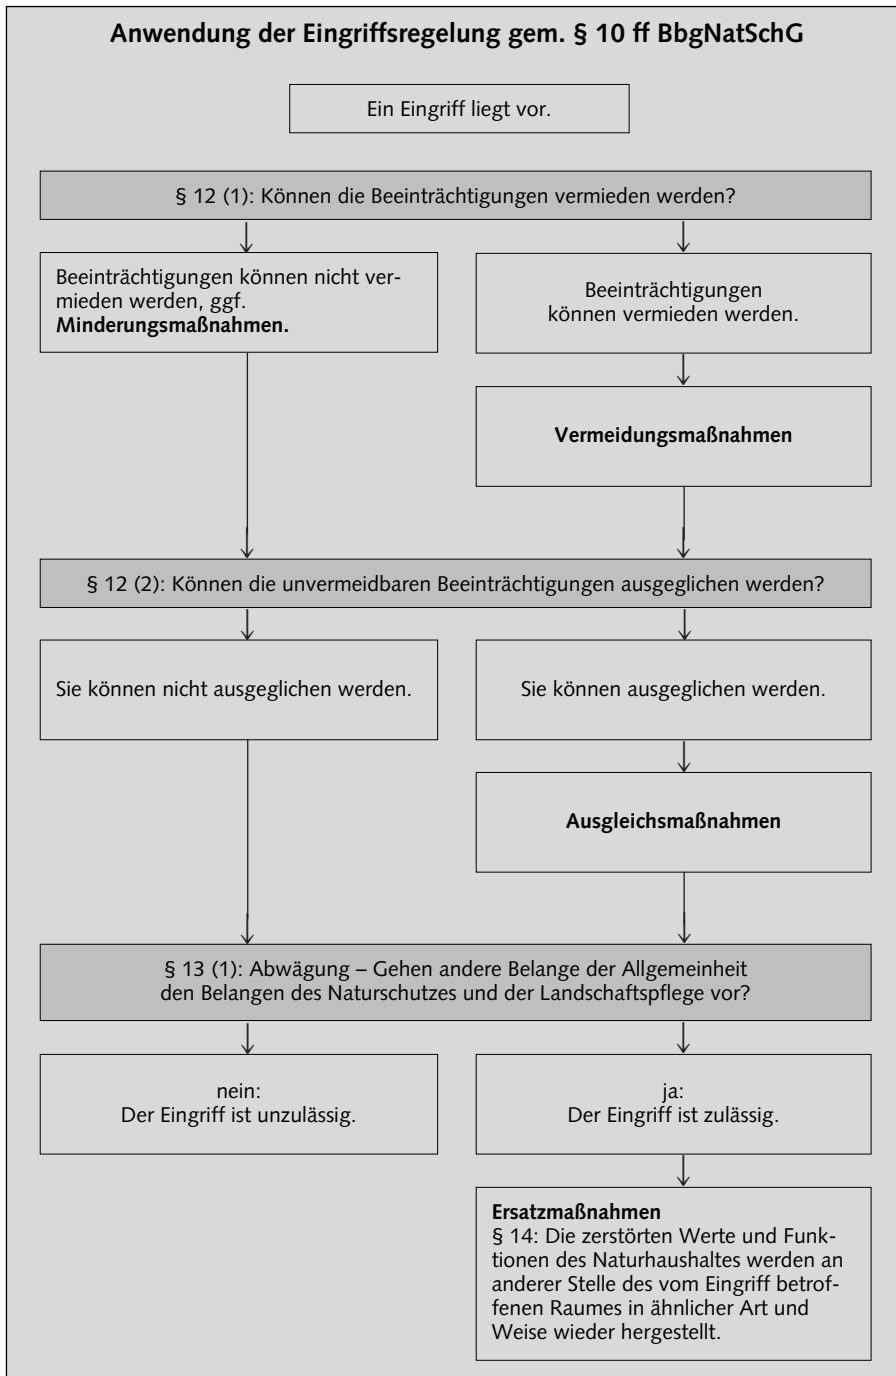 Anwendung der Eingriffsregelung gem. § 10 ff BbgNatSchG
Ein Eingriff liegt vor.
§ 12 (1): Können die Beeinträchtigungen vermieden werden?
Beeinträchtigungen können nicht ver-
mieden werden, ggf.
Minderungsmaßnahmen.
Beeinträchtigungen
können vermieden werden.
Vermeidungsmaßnahmen
§ 12 (2): Können die unvermeidbaren Beeinträchtigungen ausgeglichen werden?
Sie können nicht ausgeglichen werden.
Sie können ausgeglichen werden.
Ausgleichsmaßnahmen
§ 13 (1): Abwägung – Gehen andere Belange der Allgemeinheit
den Belangen des Naturschutzes und der Landschaftspflege vor?
nein:
Der Eingriff ist unzulässig.
ja:
Der Eingriff ist zulässig.
Ersatzmaßnahmen
§ 14: Die zerstörten Werte und Funk-
tionen des Naturhaushaltes werden an
anderer Stelle des vom Eingriff betrof-
fenen Raumes in ähnlicher Art und
Weise wieder hergestellt.